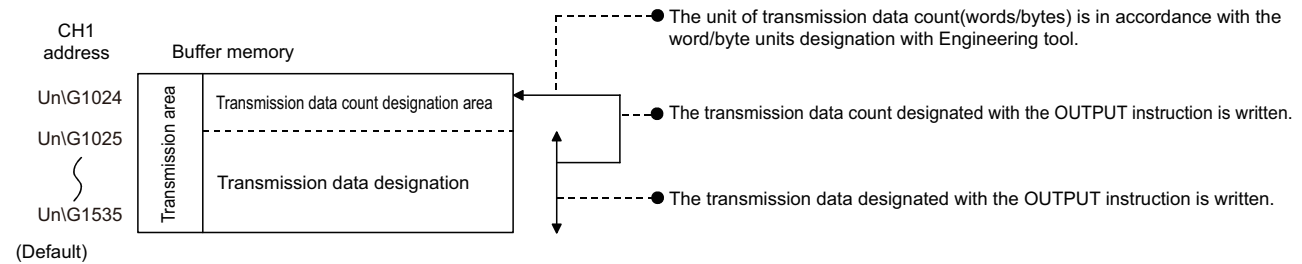 CH1
address
Buffer memory
Un\G1024
Un\G1025
Un\G1535
(Default)
Transmission area
Transmission data count designation area
Transmission data designation
The unit of transmission data count(words/bytes) is in accordance with the
word/byte units designation with Engineering tool.
The transmission data count designated with the OUTPUT instruction is written.
The transmission data designated with the OUTPUT instruction is written.